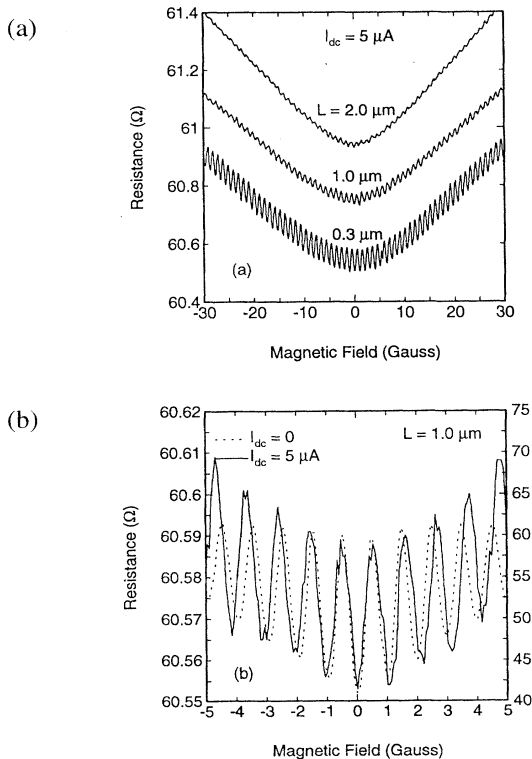 (a)
61.4
61.2
61
60.8
60.6
60.4
Resistance (Ω)
I_dc = 5 μA
L = 2.0 μm
1.0 μm
0.3 μm
(a)
-30 -20 -10 0 10 20 30
Magnetic Field (Gauss)
(b)
60.62
60.61
60.6
60.59
60.58
60.57
60.56
60.55
Resistance (Ω)
I_dc = 0
I_dc = 5 μA
L = 1.0 μm
75
70
65
60
55
50
45
40
(b)
-5 -4 -3 -2 -1 0 1 2 3 4 5
Magnetic Field (Gauss)